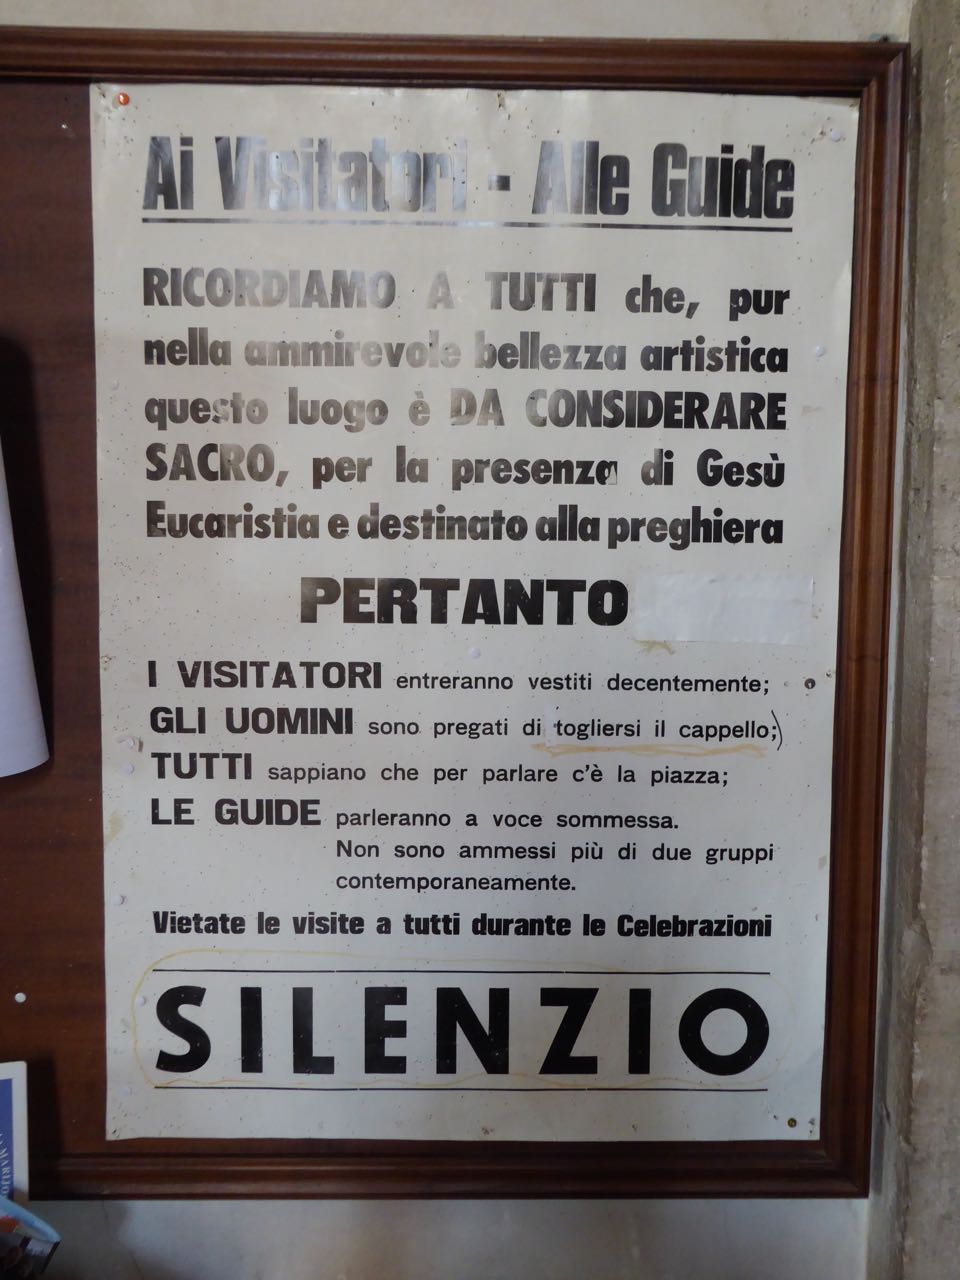 Ai Visitatori - Alle Guide
RICORDIAMO A TUTTI che, pur
nella ammirevole bellezza artistica
questo luogo è DA CONSIDERARE
SACRO, per la presenza di Gesù
Eucaristia e destinato alla preghiera
PERTANTO
I VISITATORI entreranno vestiti decentemente;
GLI UOMINI sono pregati di togliersi il cappello;
TUTTI sappiano che per parlare c'è la piazza;
LE GUIDE parleranno a voce sommessa.
Non sono ammessi più di due gruppi
contemporaneamente.
Vietate le visite a tutti durante le Celebrazioni
SILENZIO